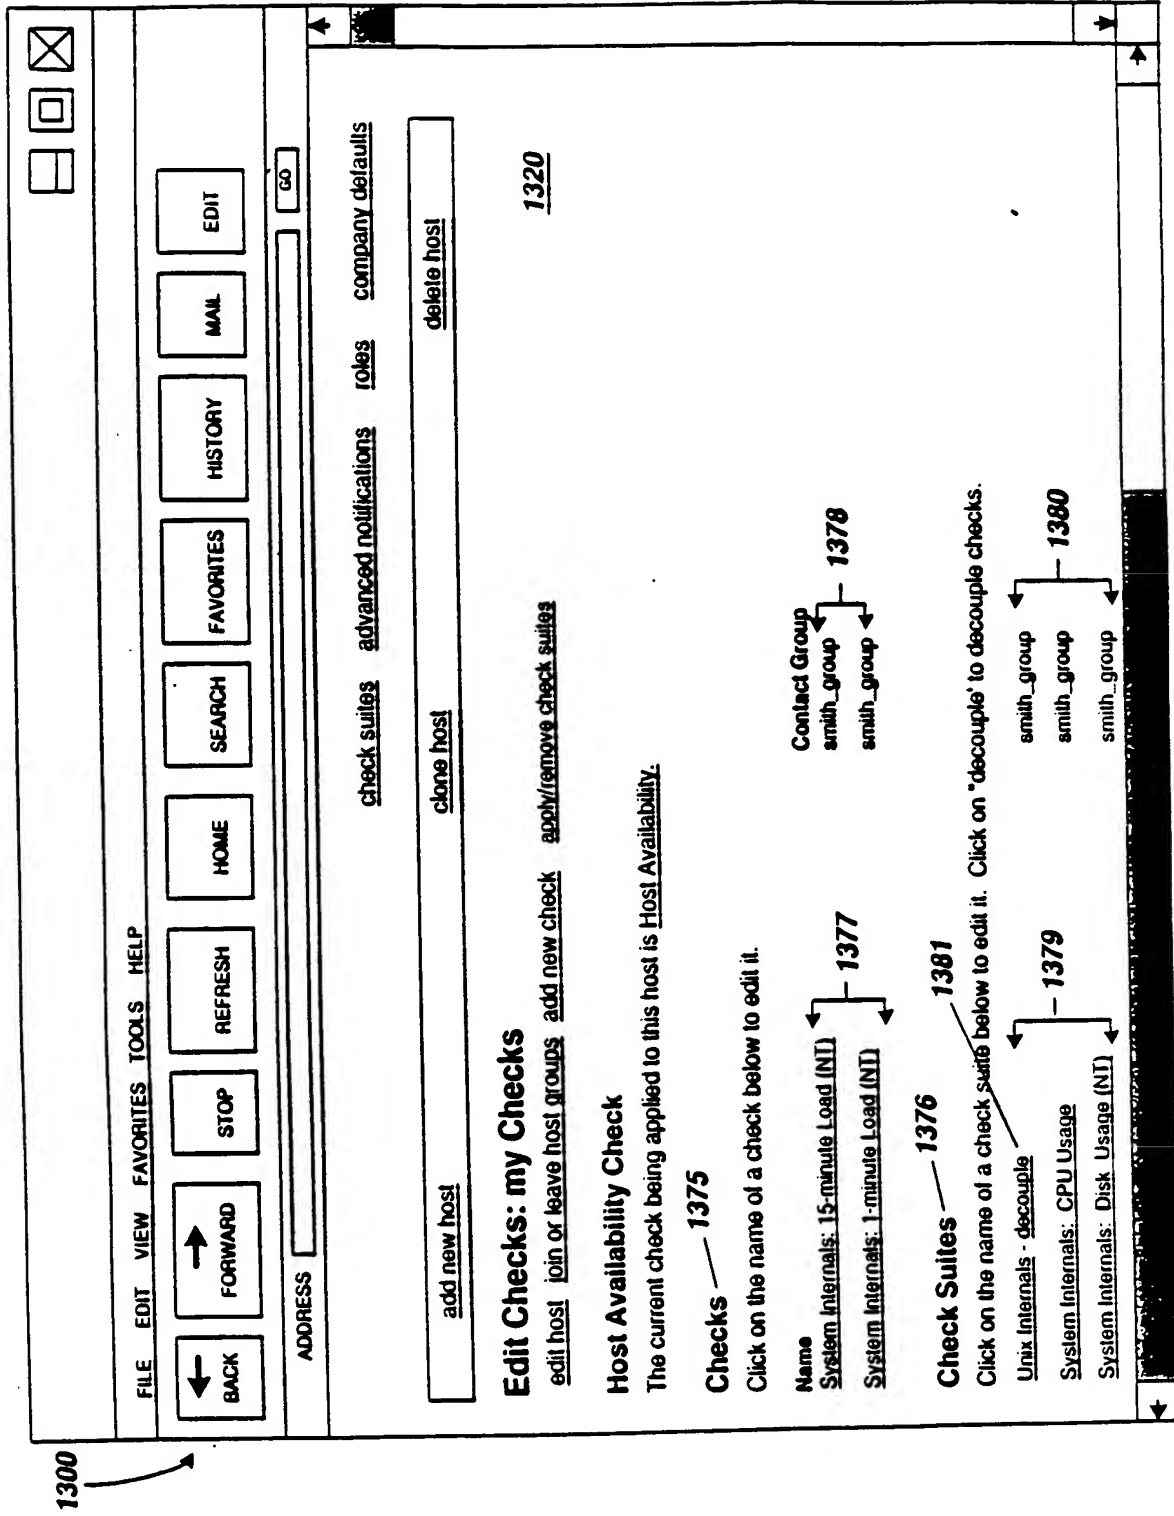 1300
FILE EDIT VIEW FAVORITES TOOLS HELP
BACK FORWARD STOP REFRESH HOME SEARCH FAVORITES HISTORY MAIL EDIT
ADDRESS GO
check suites advanced notifications roles company defaults
add new host clone host delete host
Edit Checks: my Checks
1320
edit host join or leave host groups add new check apply/remove check suites
Host Availability Check
The current check being applied to this host is Host Availability.
Checks 1375
Click on the name of a check below to edit it.
Name Contact Group
System Internals: 15-minute Load (NT) smith_group
1377 1378
System Internals: 1-minute Load (NT) smith_group
Check Suites 1376 1381
Click on the name of a check suite below to edit it. Click on "decouple' to decouple checks.
Unix Internals - decouple smith_group
1379 1380
System Internals: CPU Usage smith_group
System Internals: Disk Usage (NT) smith_group